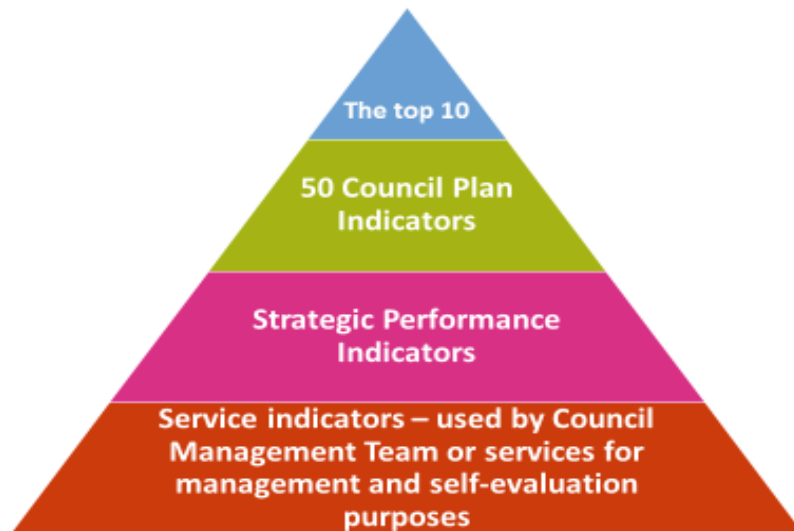 The top 10
50 Council Plan
Indicators
Strategic Performance
Indicators
Service indicators – used by Council
Management Team or services for
management and self-evaluation
purposes